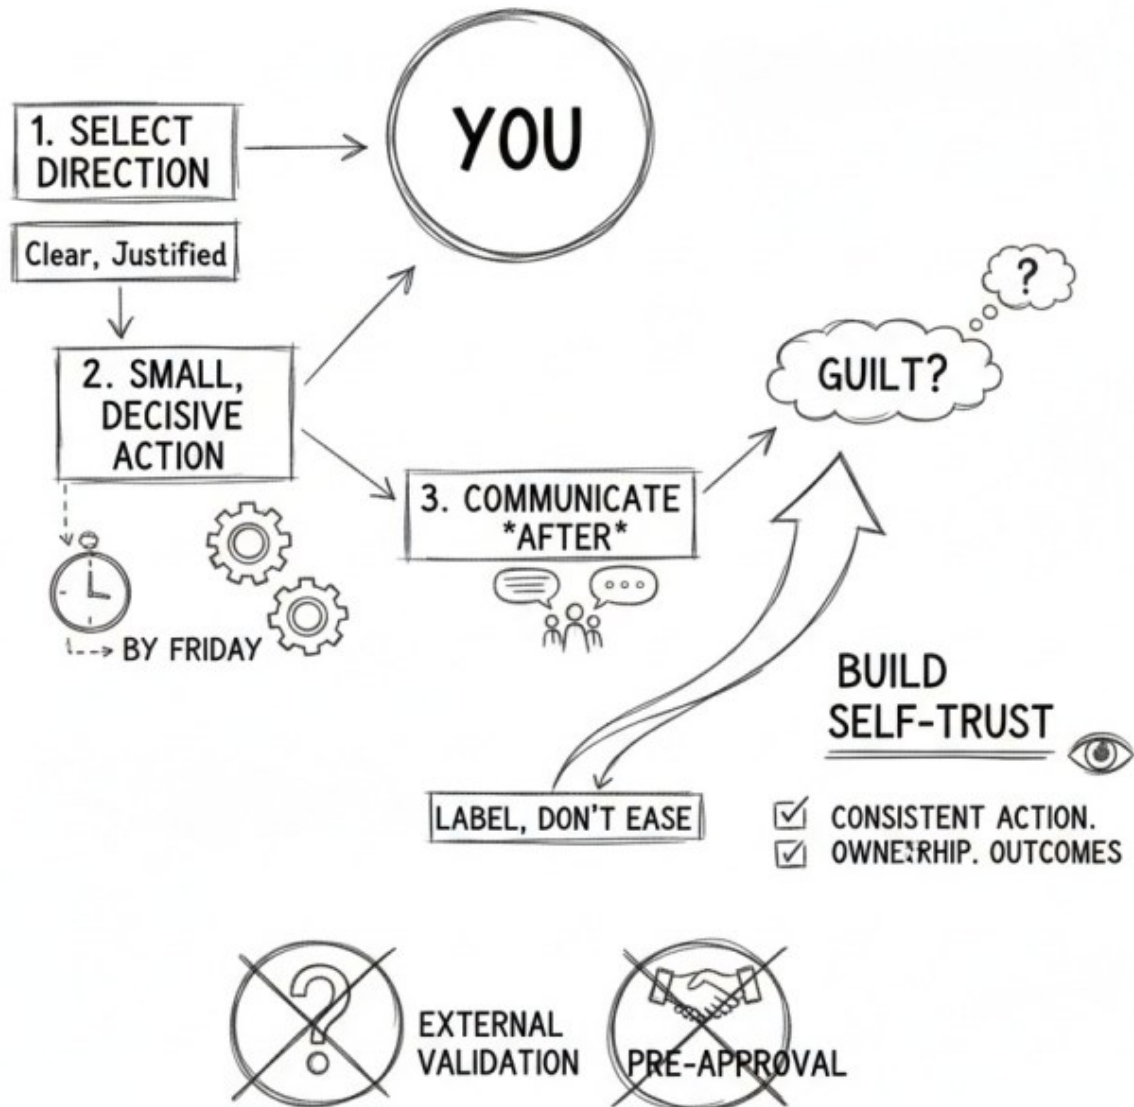 YOU
1. SELECT
DIRECTION
Clear, Justified
2. SMALL,
DECISIVE
ACTION
BY FRIDAY
3. COMMUNICATE
*AFTER*
GUILT?
?
LABEL, DON'T EASE
BUILD
SELF-TRUST
CONSISTENT ACTION.
OUTCOMES
?
EXTERNAL
VALIDATION
PRE-APPROVAL